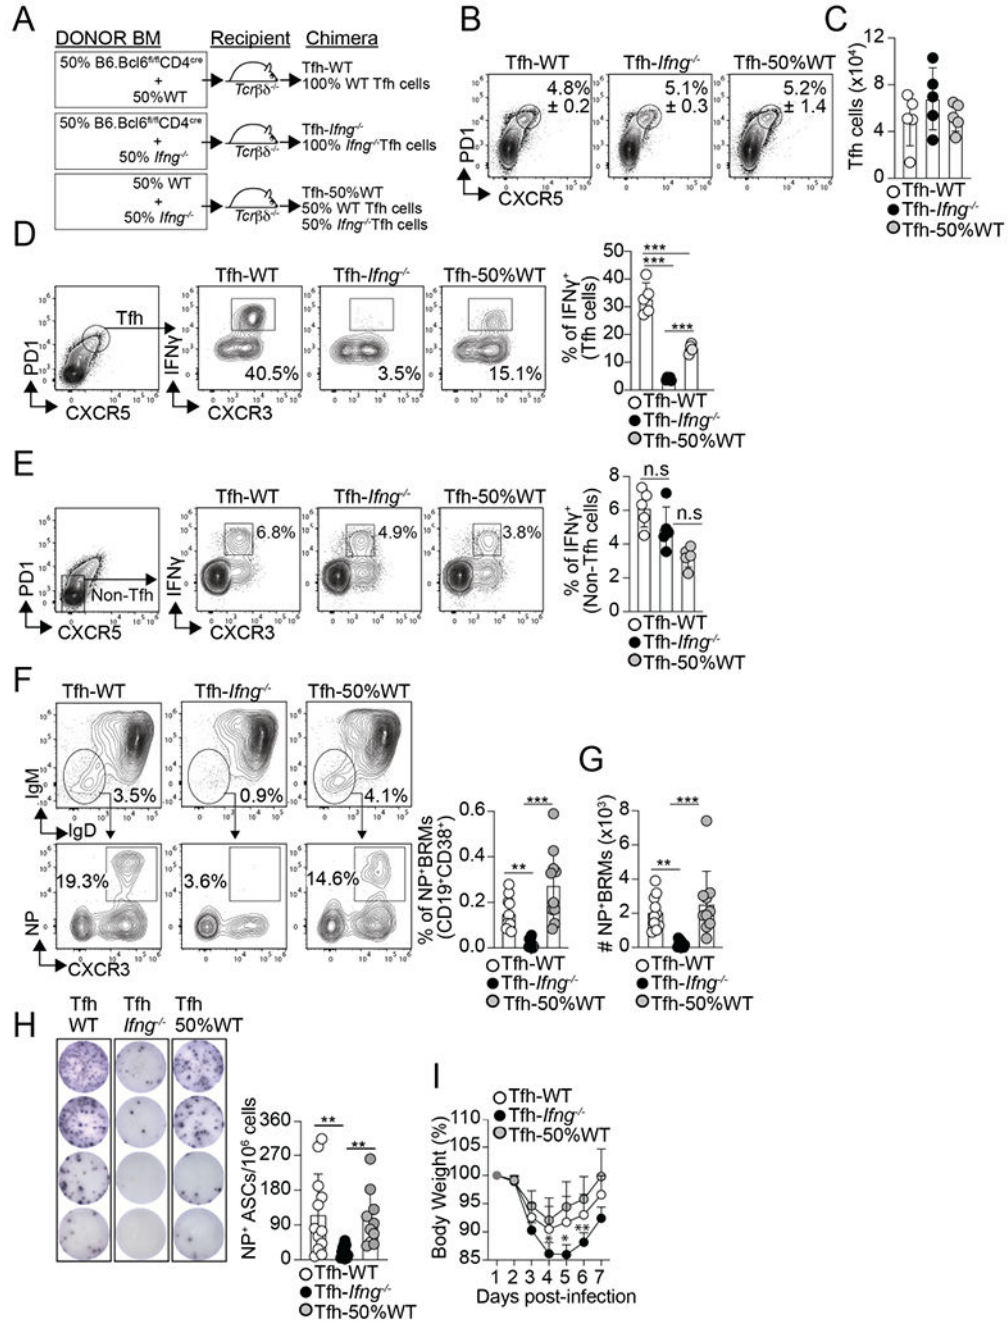 A
DONOR BM Recipient Chimera
50% B6.Bcl6fl/flCD4cre
+
50%WT
Tcrβδ-/-
Tfh-WT
100% WT Tfh cells
50% B6.Bcl6fl/flCD4cre
+
50% Ifng-/-
Tcrβδ-/-
Tfh-Ifng-/-
100% Ifng-/-Tfh cells
50% WT
+
50% Ifng-/-
Tcrβδ-/-
Tfh-50%WT
50% WT Tfh cells
50% Ifng-/-Tfh cells
B
Tfh-WT Tfh-Ifng-/- Tfh-50%WT
4.8% ± 0.2
5.1% ± 0.3
5.2% ± 1.4
PD1
CXCR5
C
Tfh cells (x10⁴)
12
8
4
0
Tfh-WT
Tfh-Ifng-/-
Tfh-50%WT
D
Tfh-WT Tfh-Ifng-/- Tfh-50%WT
Tfh
PD1
CXCR5
IFNγ
CXCR3
40.5% 3.5% 15.1%
% of IFNγ+
(Tfh cells)
50
40
30
20
10
0
***
***
***
Tfh-WT
Tfh-Ifng-/-
Tfh-50%WT
E
Tfh-WT Tfh-Ifng-/- Tfh-50%WT
Non-Tfh
PD1
CXCR5
IFNγ
CXCR3
6.8% 4.9% 3.8%
% of IFNγ+
(Non-Tfh cells)
8
6
4
2
0
n.s
n.s
Tfh-WT
Tfh-Ifng-/-
Tfh-50%WT
F
Tfh-WT Tfh-Ifng-/- Tfh-50%WT
IgM
IgD
3.5% 0.9% 4.1%
19.3% 3.6% 14.6%
NP
CXCR3
% of NP+BRMs
(CD19+CD38+)
0.6
0.4
0.2
0
**
***
Tfh-WT
Tfh-Ifng-/-
Tfh-50%WT
G
# NP+BRMs (x10³)
8
6
4
2
0
**
***
Tfh-WT
Tfh-Ifng-/-
Tfh-50%WT
H
Tfh WT
Tfh Ifng-/-
Tfh 50%WT
NP+ ASCs/10⁶ cells
360
270
180
90
0
**
**
Tfh-WT
Tfh-Ifng-/-
Tfh-50%WT
I
Tfh-WT
Tfh-Ifng-/-
Tfh-50%WT
Body Weight (%)
110
105
100
95
90
85
* * **
1 2 3 4 5 6 7
Days post-infection